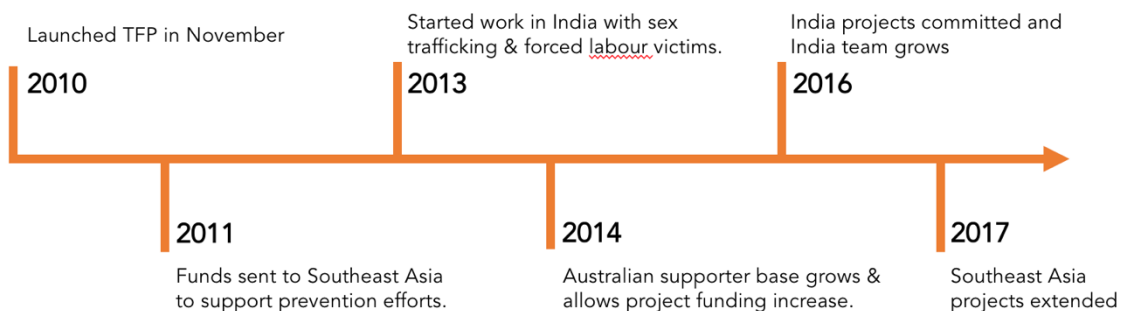 Launched TFP in November
2010
Started work in India with sex
trafficking & forced labour victims.
2013
India projects committed and
India team grows
2016
2011
Funds sent to Southeast Asia
to support prevention efforts.
2014
Australian supporter base grows &
allows project funding increase.
2017
Southeast Asia
projects extended